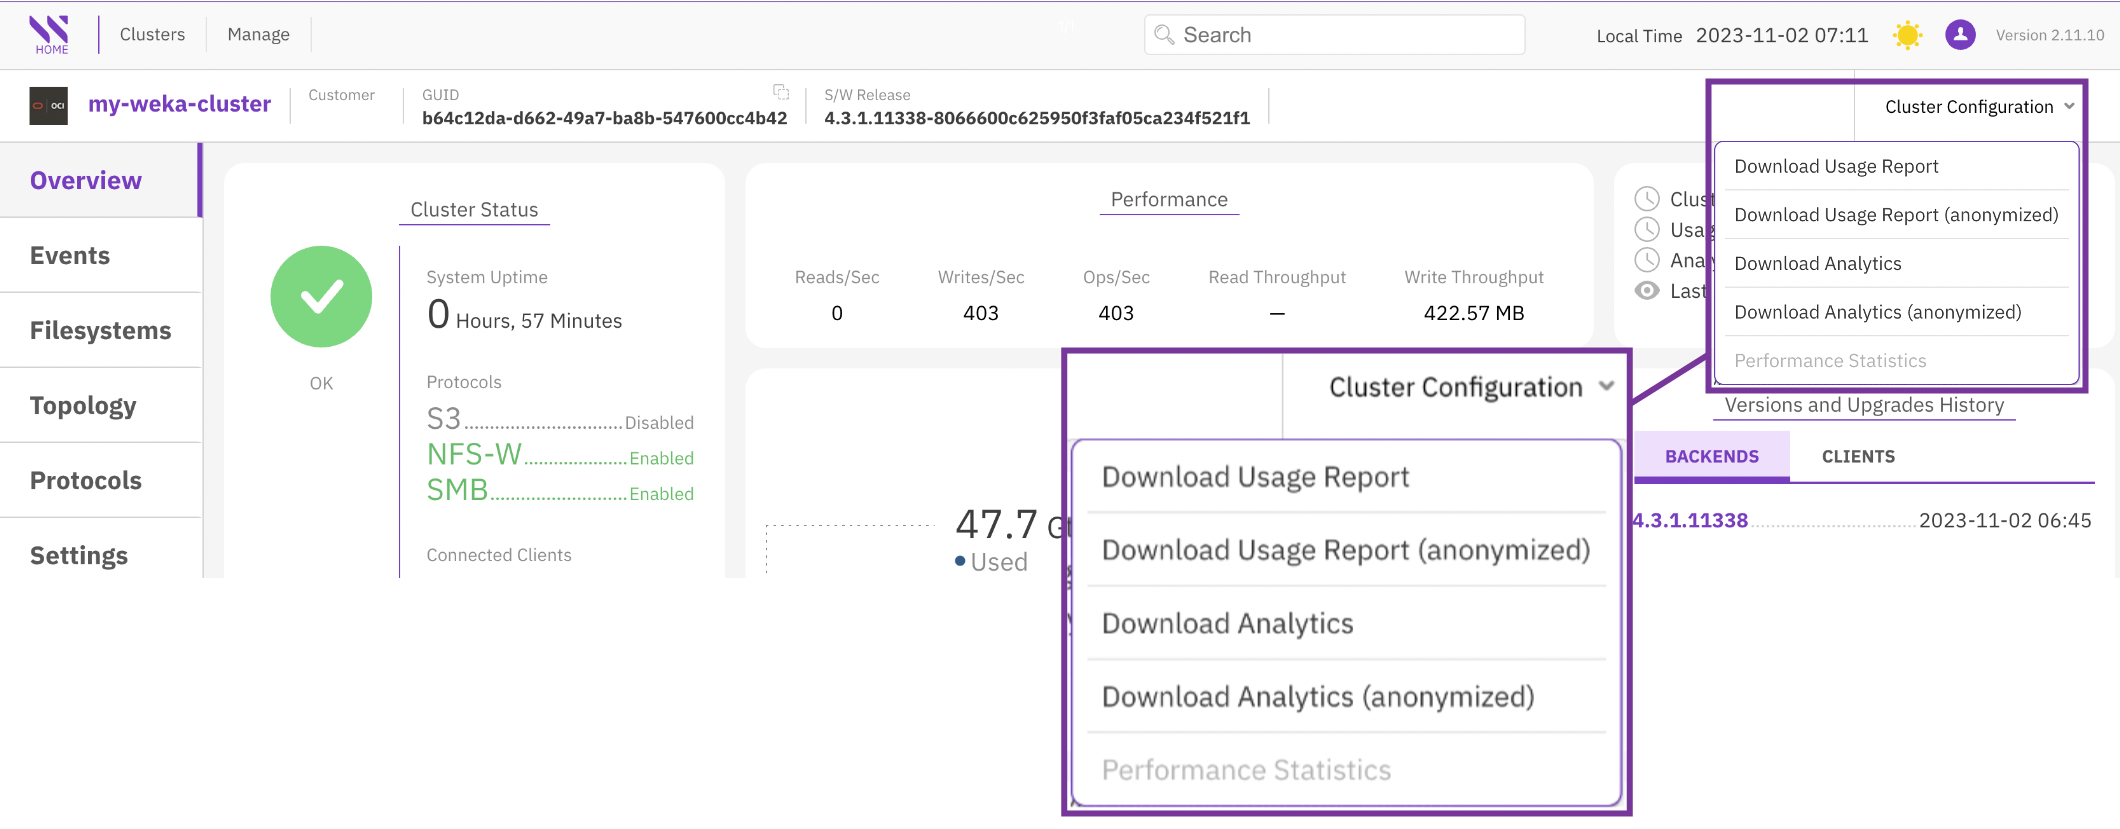 HOME
Clusters
Manage
Search
Local Time 2023-11-02 07:11
Version 2.11.10
OCI
my-weka-cluster
Customer
GUID
b64c12da-d662-49a7-ba8b-547600cc4b42
S/W Release
4.3.1.11338-8066600c625950f3faf05ca234f521f1
Cluster Configuration
Download Usage Report
Download Usage Report (anonymized)
Download Analytics
Download Analytics (anonymized)
Performance Statistics
Overview
Events
Filesystems
Topology
Protocols
Settings
Cluster Status
OK
System Uptime
0 Hours, 57 Minutes
Protocols
S3 Disabled
NFS-W Enabled
SMB Enabled
Connected Clients
Performance
Reads/Sec
0
Writes/Sec
403
Ops/Sec
403
Read Throughput
—
Write Throughput
422.57 MB
Last
47.7
Used
Cluster Configuration
Download Usage Report
Download Usage Report (anonymized)
Download Analytics
Download Analytics (anonymized)
Performance Statistics
Versions and Upgrades History
BACKENDS
CLIENTS
4.3.1.11338 2023-11-02 06:45